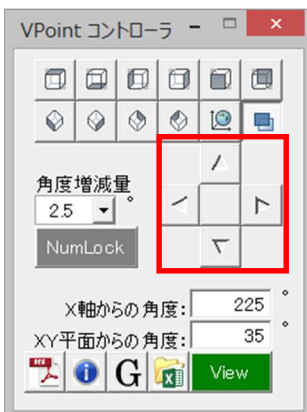 VPoint コントローラ
角度増減量
2.5 °
NumLock
X軸からの角度: 225 °
XY平面からの角度: 35 °
PDF i G X View